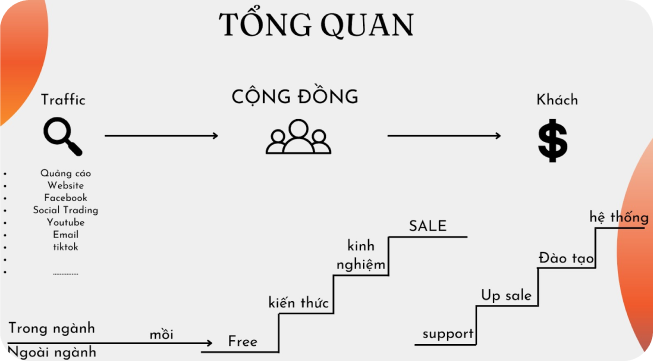 TỔNG QUAN
Traffic
CỘNG ĐỒNG
Khách
$
Quảng cáo
Website
Facebook
Social Trading
Youtube
Email
tiktok
...............
hệ thống
SALE
kinh
nghiệm
Đào tạo
Up sale
kiến thức
support
Trong ngành
mồi
Free
Ngoài ngành